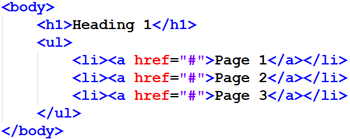 <body>
<h1>Heading 1</h1>
<ul>
<li><a href="#">Page 1</a></li>
<li><a href="#">Page 2</a></li>
<li><a href="#">Page 3</a></li>
</ul>
</body>